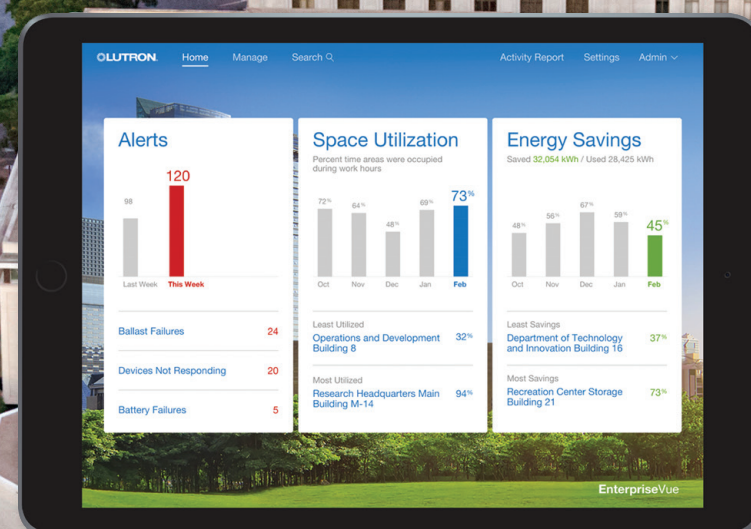 LUTRON.
Home
Manage
Search
Activity Report
Settings
Admin
Alerts
120
98
Last Week
This Week
Ballast Failures 24
Devices Not Responding 20
Battery Failures 5
Space Utilization
Percent time areas were occupied
during work hours
72%
64%
48%
69%
73%
Oct
Nov
Dec
Jan
Feb
Least Utilized
Operations and Development 32%
Building 8
Most Utilized
Research Headquarters Main 94%
Building M-14
Energy Savings
Saved 32,054 kWh / Used 28,425 kWh
48%
56%
67%
59%
45%
Oct
Nov
Dec
Jan
Feb
Least Savings
Department of Technology 37%
and Innovation Building 16
Most Savings
Recreation Center Storage 73%
Building 21
EnterpriseVue